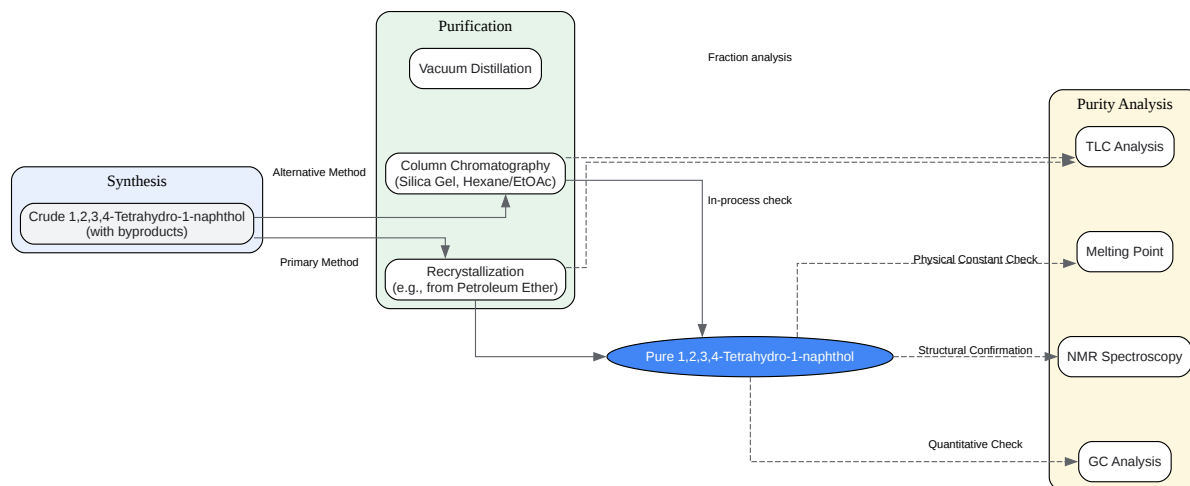 Synthesis
Crude 1,2,3,4-Tetrahydro-1-naphthol
(with byproducts)
Alternative Method
Primary Method
Purification
Vacuum Distillation
Column Chromatography
(Silica Gel, Hexane/EtOAc)
Recrystallization
(e.g., from Petroleum Ether)
Fraction analysis
In-process check
Pure 1,2,3,4-Tetrahydro-1-naphthol
Physical Constant Check
Structural Confirmation
Quantitative Check
Purity Analysis
TLC Analysis
Melting Point
NMR Spectroscopy
GC Analysis